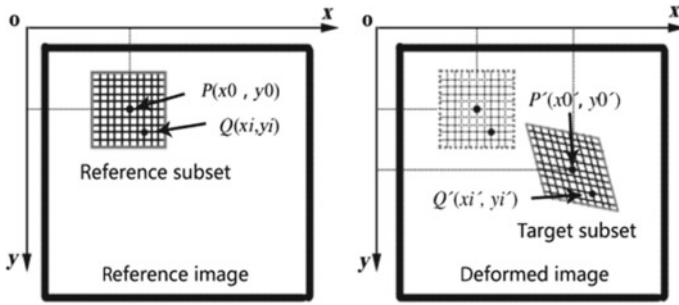 o
x
P(x0 , y0)
Q(xi,yi)
Reference subset
y
Reference image
o
x
P´(x0´, y0´)
Q´(xi´, yi´)
Target subset
y
Deformed image